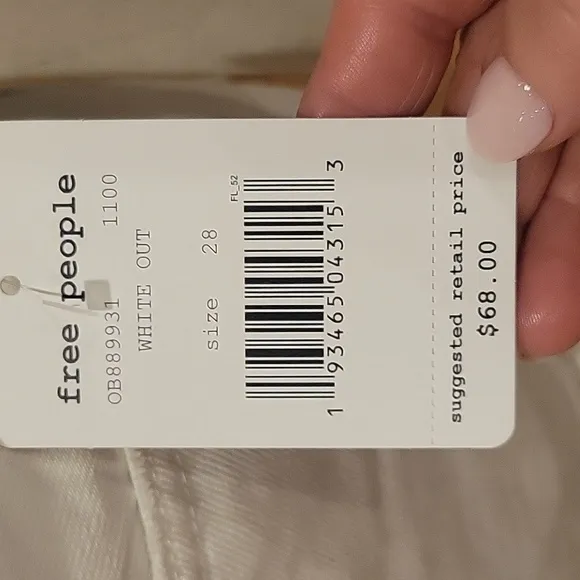 free people
OB889931 1100
WHITE OUT
size 28
FL_52
1 93465 04315 3
suggested retail price
$68.00